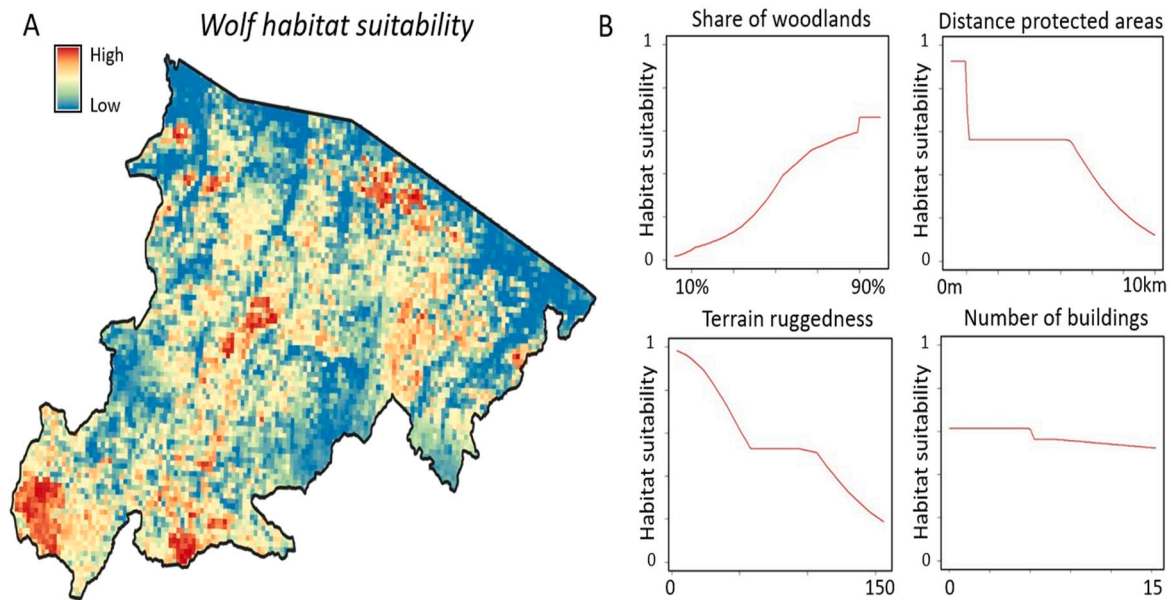 A
Wolf habitat suitability
High
Low
B
Share of woodlands
1
Habitat suitability
0
10%
90%
Distance protected areas
1
Habitat suitability
0
0m
10km
Terrain ruggedness
1
Habitat suitability
0
0
150
Number of buildings
1
Habitat suitability
0
0
15